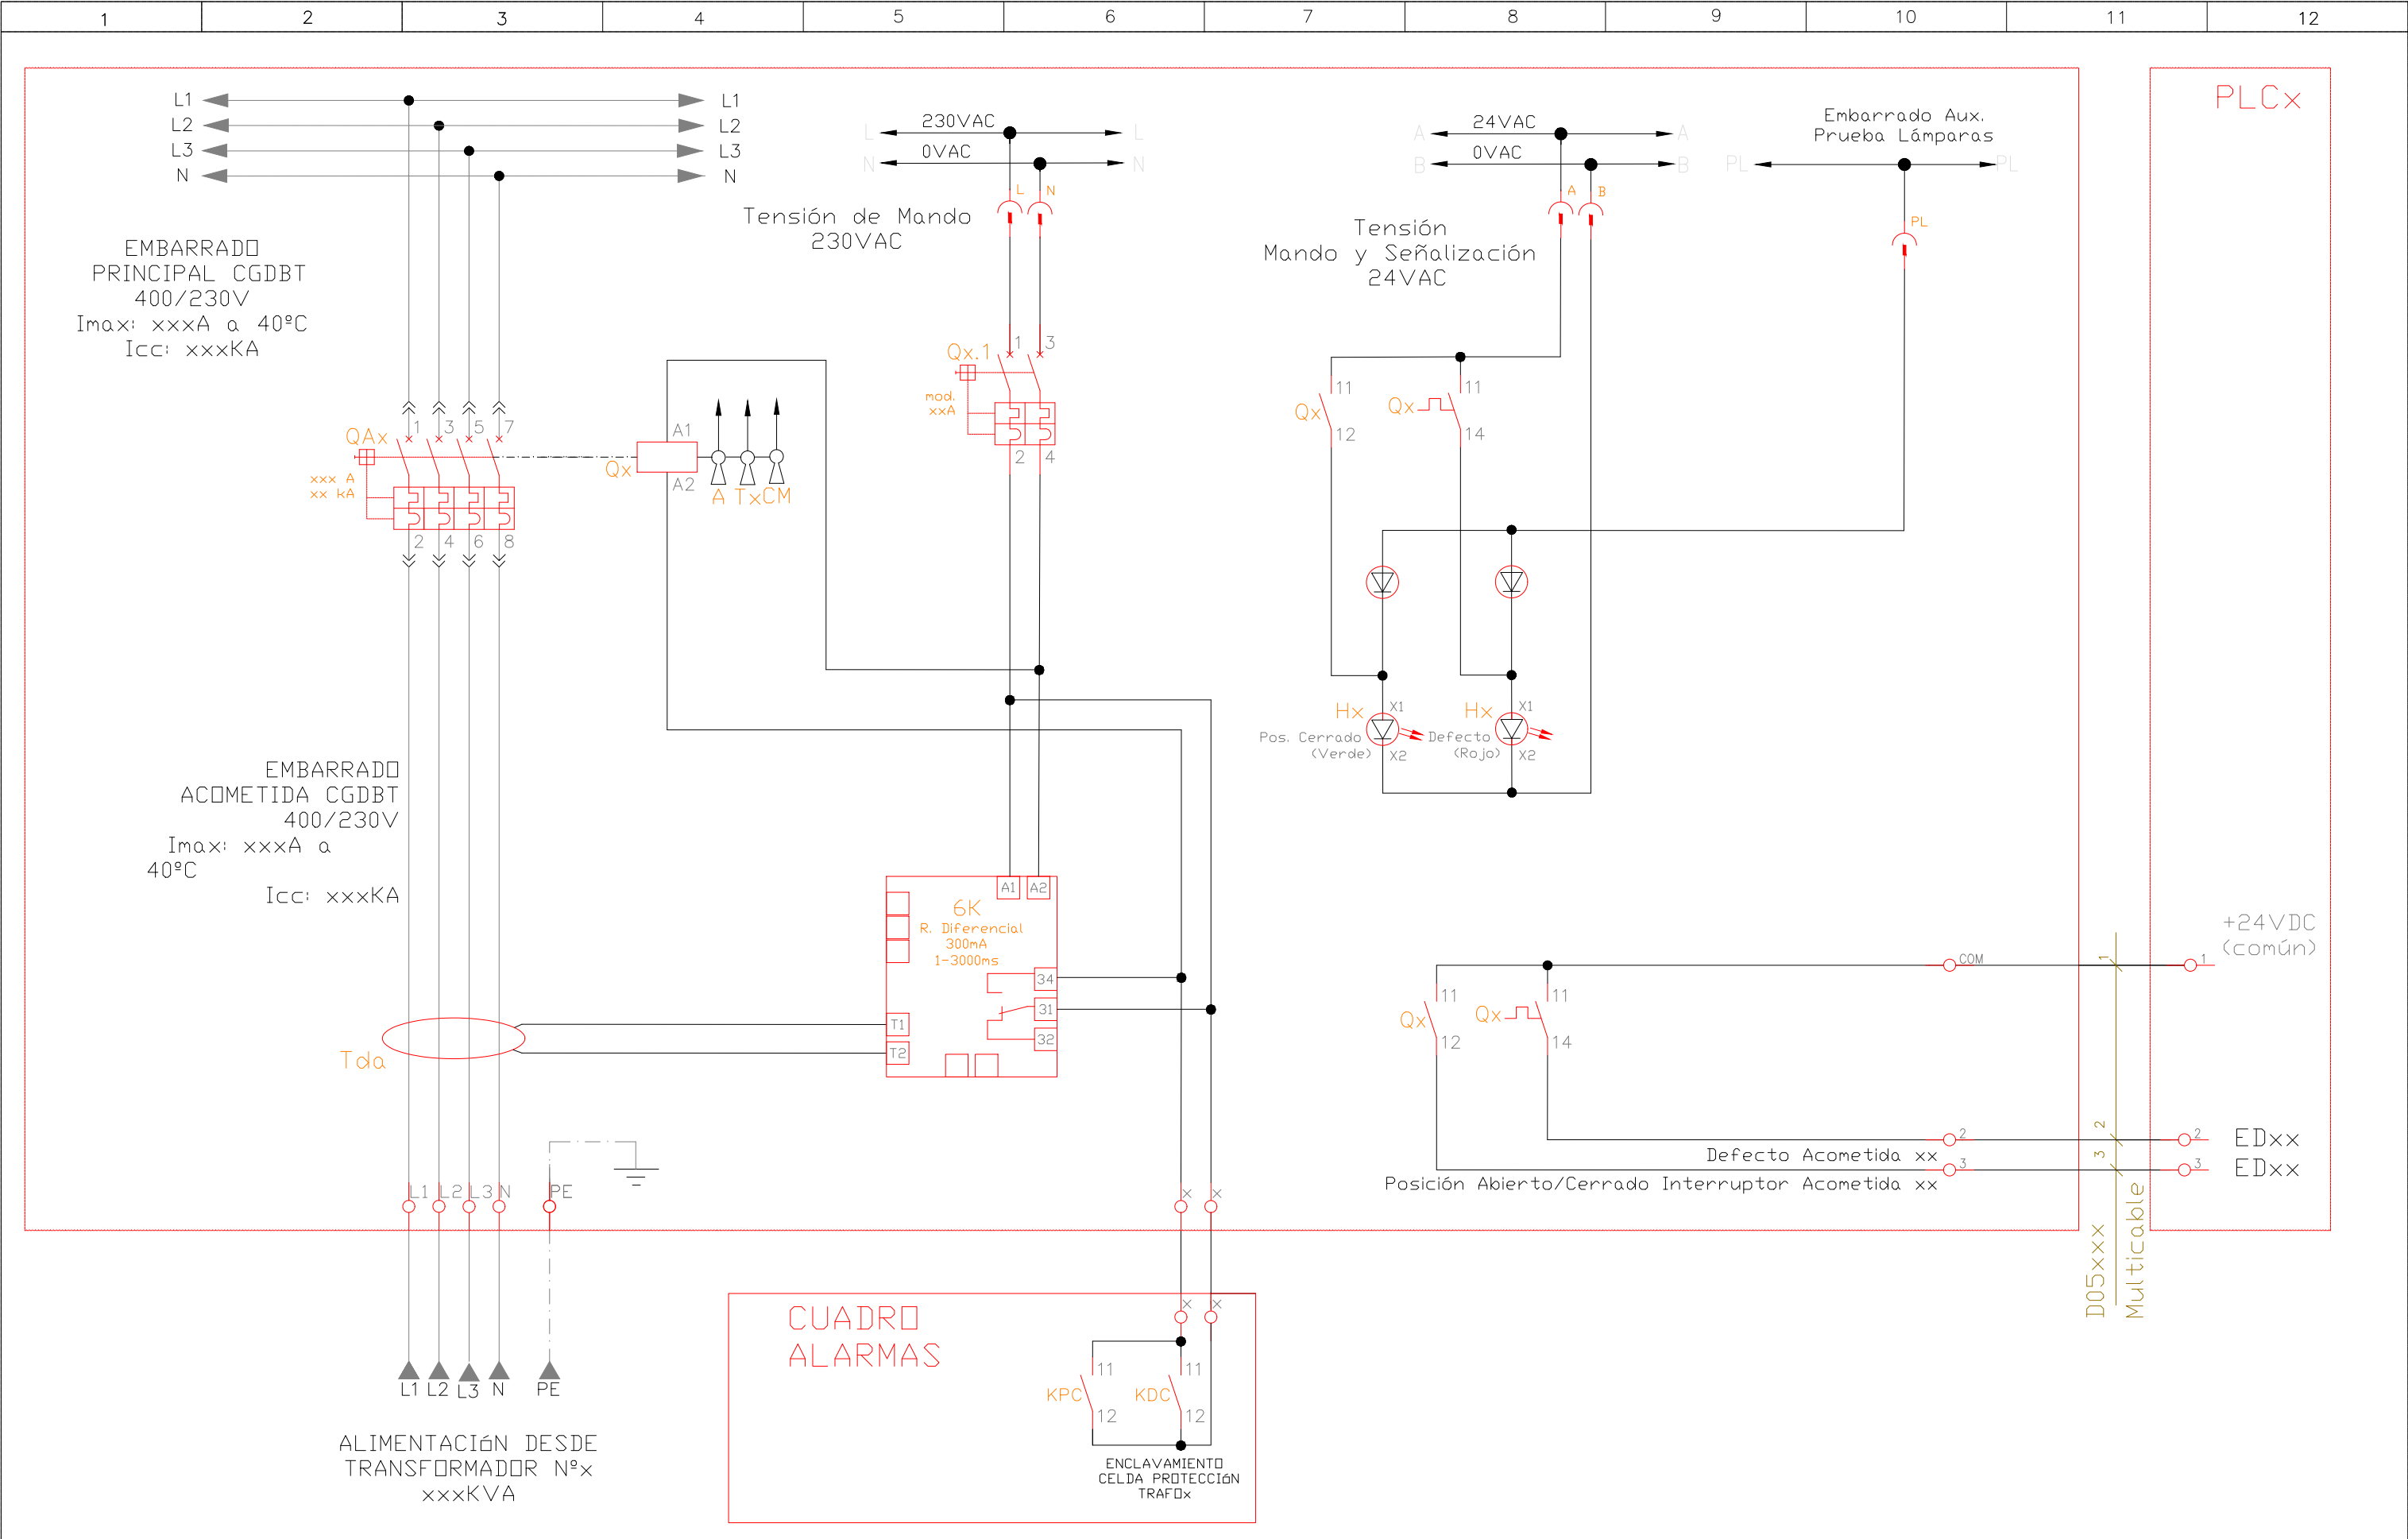 1 2 3 4 5 6 7 8 9 10 11 12
L1 L1
L2 L2
L3 L3
N N
EMBARRADO
PRINCIPAL CGDBT
400/230V
Imax: xxxA a 40ºC
Icc: xxxKA
L 230VAC L
N 0VAC N
L N
Tensión de Mando
230VAC
A 24VAC A
B 0VAC B
A B
Tensión
Mando y Señalización
24VAC
Embarrado Aux.
Prueba Lámparas
PL PL
PL
PLCx
QAx
1 3 5 7
xxx A
xx kA
2 4 6 8
Qx
A1
A2
A TxCM
Qx.1
1 3
mod.
xxA
2 4
Qx
11
12
Qx
11
14
Hx
X1
Pos. Cerrado
(Verde)
X2
Hx
X1
Defecto
(Rojo)
X2
EMBARRADO
ACOMETIDA CGDBT
400/230V
Imax: xxxA a
40ºC
Icc: xxxKA
A1 A2
6K
R. Diferencial
300mA
1-3000ms
34
31
32
T1
T2
Tda
L1 L2 L3 N PE
x x
Qx
11
12
Qx
11
14
COM
1
1
+24VDC
(común)
2
2
2
EDxx
Defecto Acometida xx
3
3
3
EDxx
Posición Abierto/Cerrado Interruptor Acometida xx
D05xxx
Multicable
L1 L2 L3 N PE
ALIMENTACIóN DESDE
TRANSFORMADOR Nºx
xxxKVA
CUADRO
ALARMAS
x x
KPC
11
12
KDC
11
12
ENCLAVAMIENTO
CELDA PROTECCIóN
TRAFOx